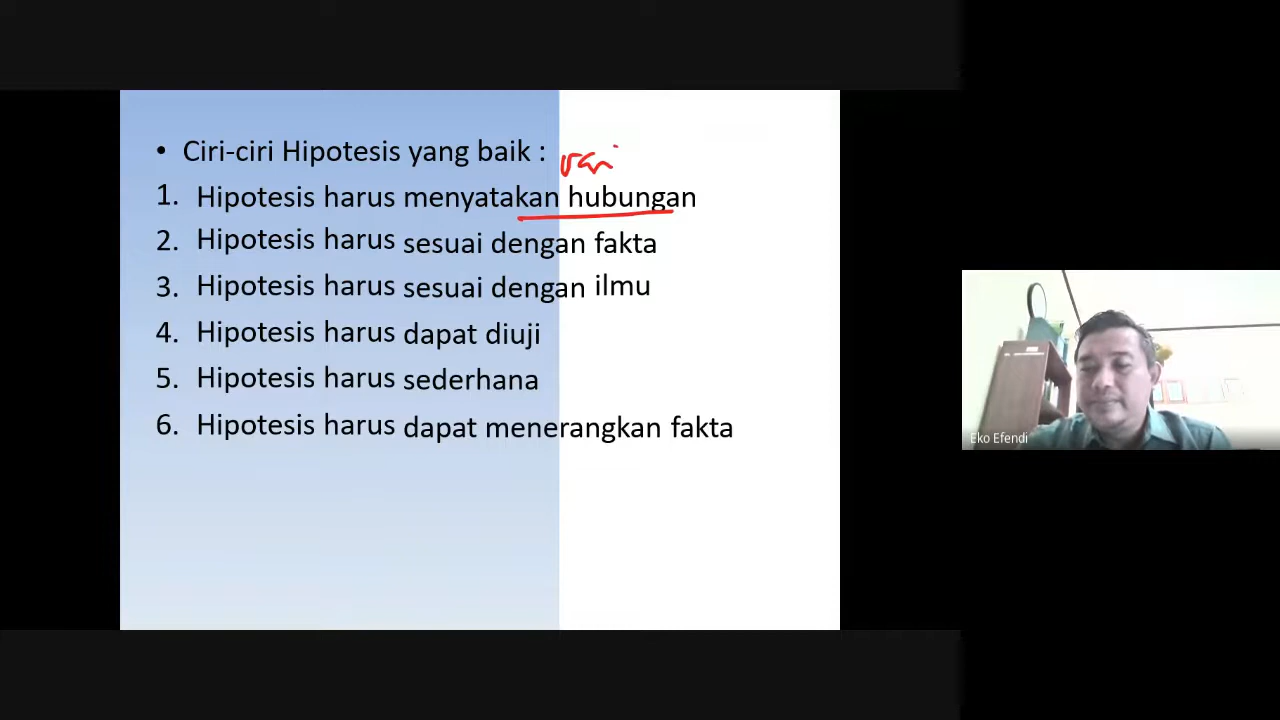 • Ciri-ciri Hipotesis yang baik :
vari
1. Hipotesis harus menyatakan hubungan
2. Hipotesis harus sesuai dengan fakta
3. Hipotesis harus sesuai dengan ilmu
4. Hipotesis harus dapat diuji
5. Hipotesis harus sederhana
6. Hipotesis harus dapat menerangkan fakta
Eko Efendi